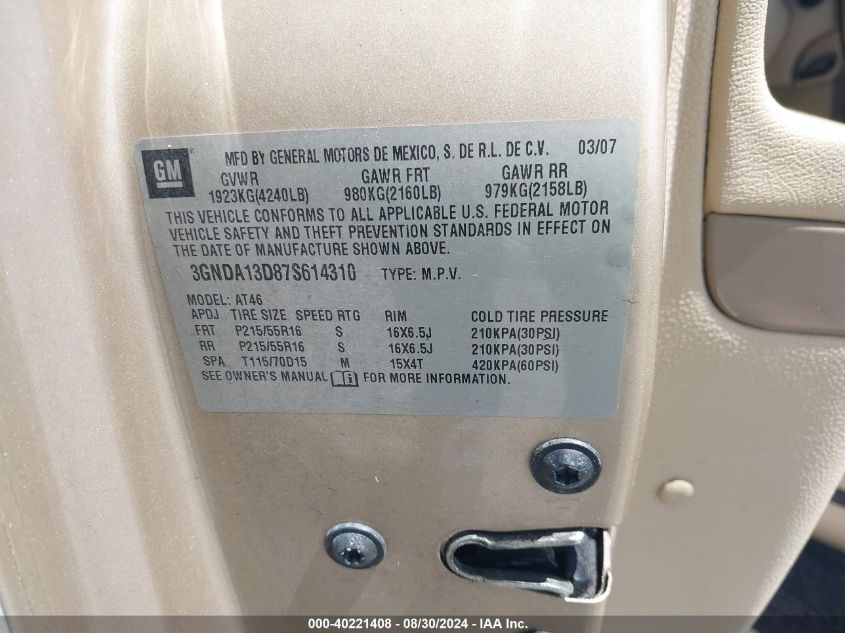 GM
MFD BY GENERAL MOTORS DE MEXICO, S. DE R.L. DE C.V. 03/07
GVWR GAWR FRT GAWR RR
1923KG(4240LB) 980KG(2160LB) 979KG(2158LB)
THIS VEHICLE CONFORMS TO ALL APPLICABLE U.S. FEDERAL MOTOR
VEHICLE SAFETY AND THEFT PREVENTION STANDARDS IN EFFECT ON
THE DATE OF MANUFACTURE SHOWN ABOVE.
3GNDA13D87S614310 TYPE: M.P.V.
MODEL: AT46
APDJ TIRE SIZE SPEED RTG RIM COLD TIRE PRESSURE
FRT P215/55R16 S 16X6.5J 210KPA(30PSI)
RR P215/55R16 S 16X6.5J 210KPA(30PSI)
SPA T115/70D15 M 15X4T 420KPA(60PSI)
SEE OWNER'S MANUAL FOR MORE INFORMATION.
000-40221408 - 08/30/2024 - IAA Inc.